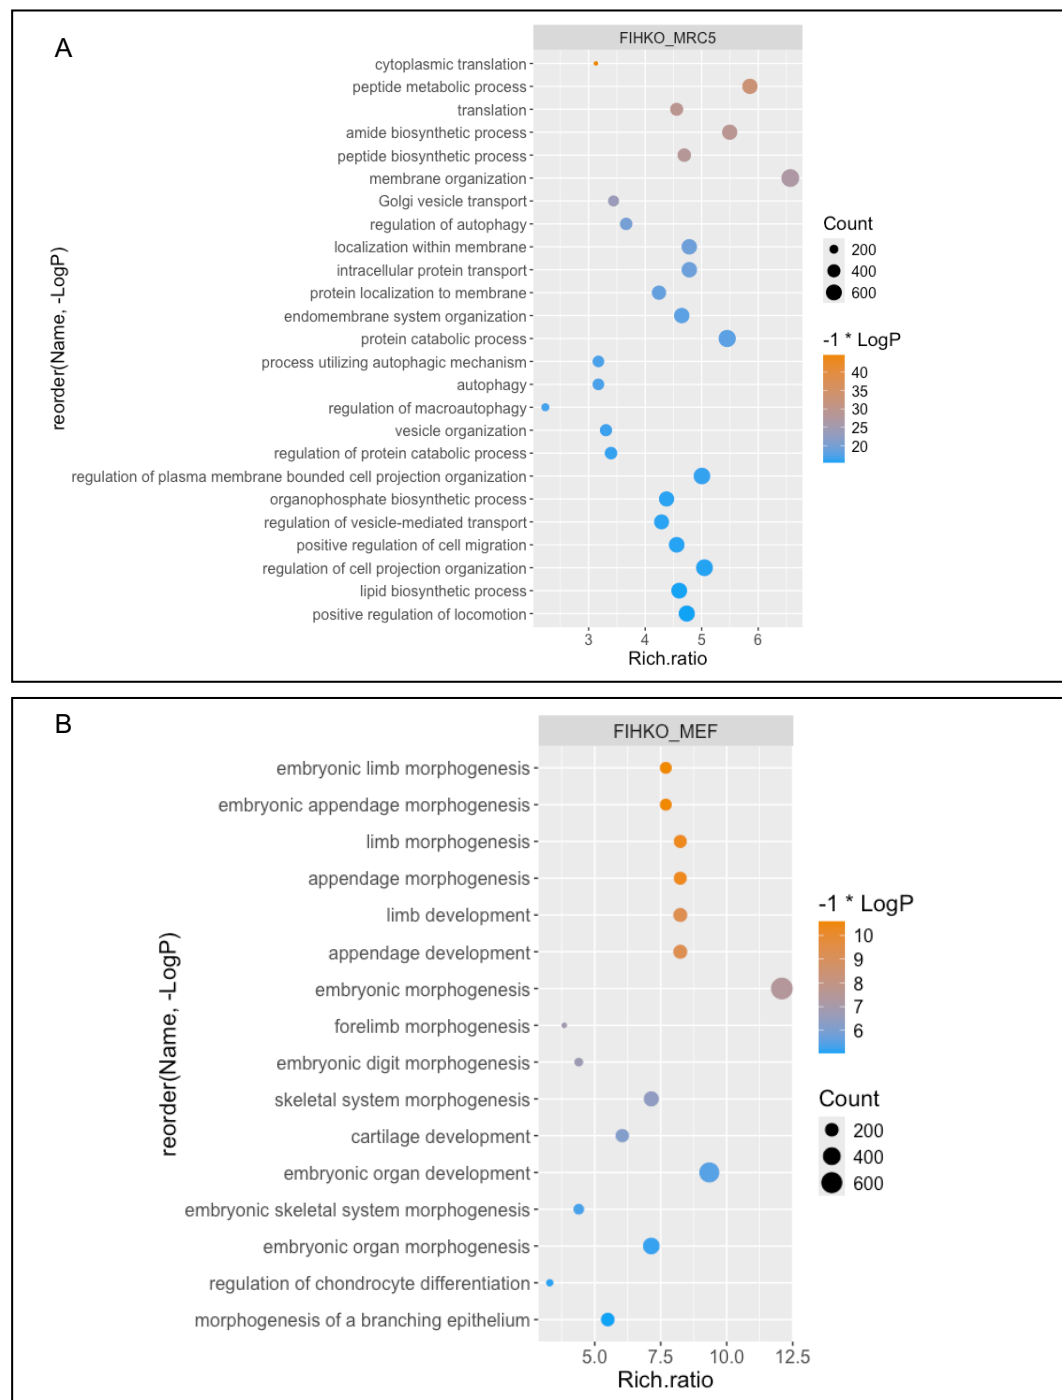 A
FIHKO_MRC5
cytoplasmic translation
peptide metabolic process
translation
amide biosynthetic process
peptide biosynthetic process
membrane organization
Golgi vesicle transport
regulation of autophagy
localization within membrane
intracellular protein transport
protein localization to membrane
endomembrane system organization
protein catabolic process
process utilizing autophagic mechanism
autophagy
regulation of macroautophagy
vesicle organization
regulation of protein catabolic process
regulation of plasma membrane bounded cell projection organization
organophosphate biosynthetic process
regulation of vesicle-mediated transport
positive regulation of cell migration
regulation of cell projection organization
lipid biosynthetic process
positive regulation of locomotion
reorder(Name, -LogP)
3 4 5 6
Rich.ratio
Count
200
400
600
-1 * LogP
40
35
30
25
20
B
FIHKO_MEF
embryonic limb morphogenesis
embryonic appendage morphogenesis
limb morphogenesis
appendage morphogenesis
limb development
appendage development
embryonic morphogenesis
forelimb morphogenesis
embryonic digit morphogenesis
skeletal system morphogenesis
cartilage development
embryonic organ development
embryonic skeletal system morphogenesis
embryonic organ morphogenesis
regulation of chondrocyte differentiation
morphogenesis of a branching epithelium
reorder(Name, -LogP)
5.0 7.5 10.0 12.5
Rich.ratio
-1 * LogP
10
9
8
7
6
Count
200
400
600